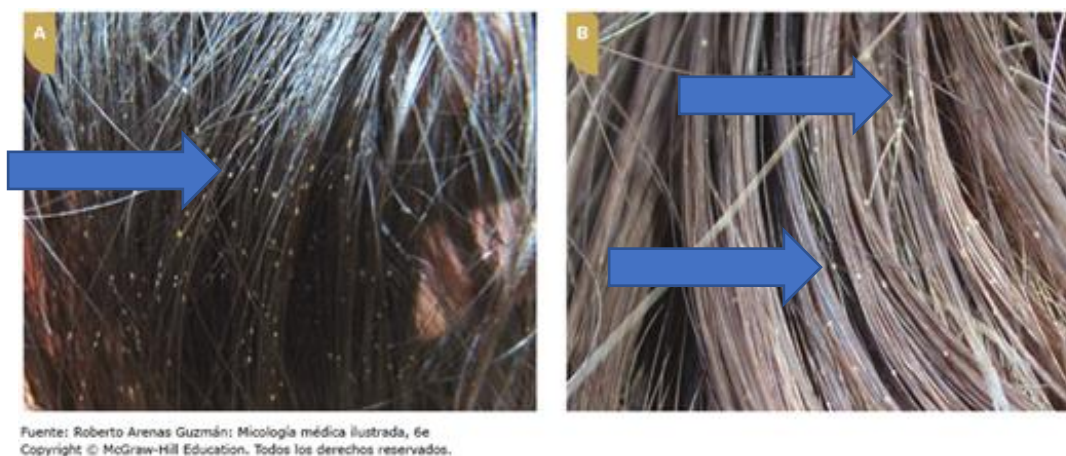 A
B
Fuente: Roberto Arenas Guzmán: Micología médica ilustrada, 6e
Copyright © McGraw-Hill Education. Todos los derechos reservados.